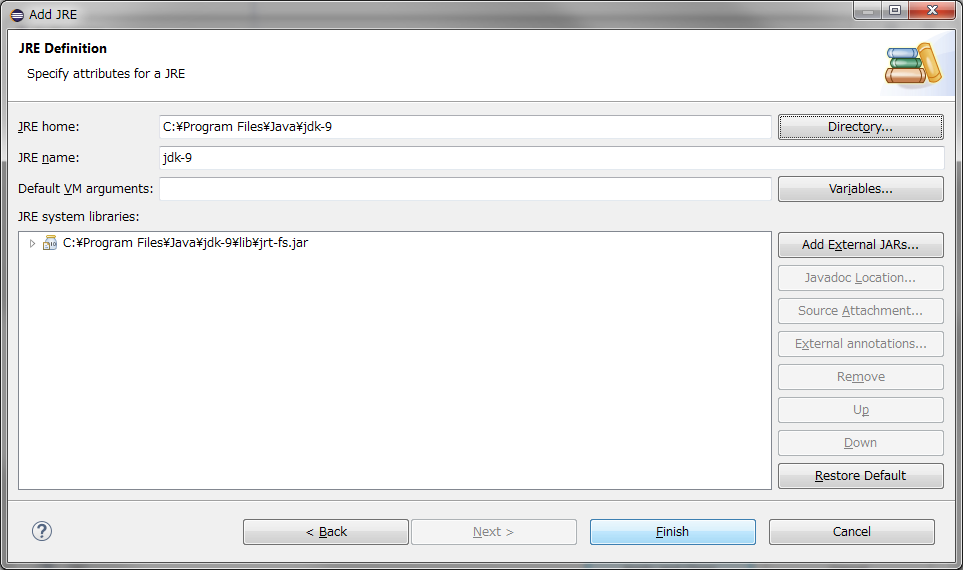 Add JRE
JRE Definition
Specify attributes for a JRE
JRE home:
C:¥Program Files¥Java¥jdk-9
Directory...
JRE name:
jdk-9
Default VM arguments:
Variables...
JRE system libraries:
C:¥Program Files¥Java¥jdk-9¥lib¥jrt-fs.jar
Add External JARs...
Javadoc Location...
Source Attachment...
External annotations...
Remove
Up
Down
Restore Default
?
< Back
Next >
Finish
Cancel